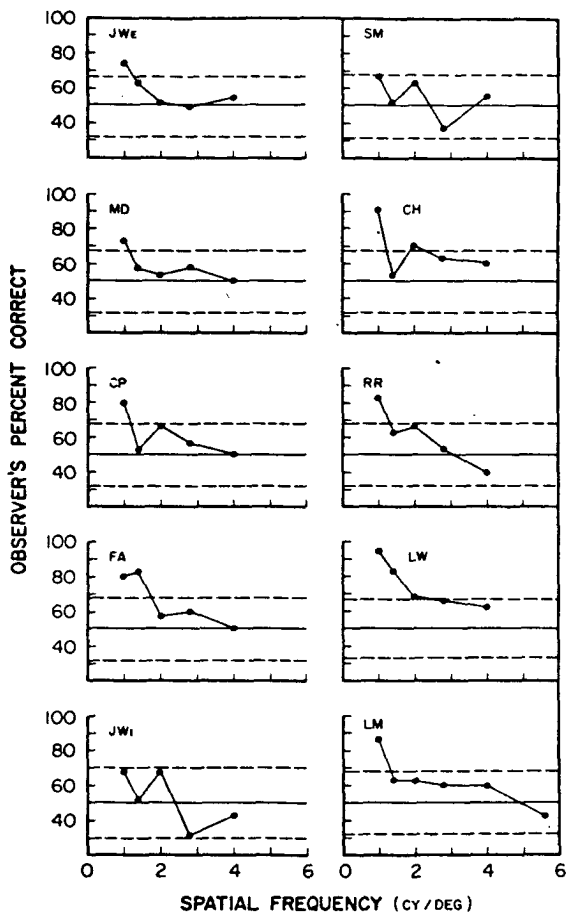 JWE
SM
100
80
60
40
MD
CH
100
80
60
40
CP
RR
100
80
60
40
FA
LW
100
80
60
40
JWI
LM
100
80
60
40
0 2 4 6
0 2 4 6
OBSERVER'S PERCENT CORRECT
SPATIAL FREQUENCY (CY/DEG)